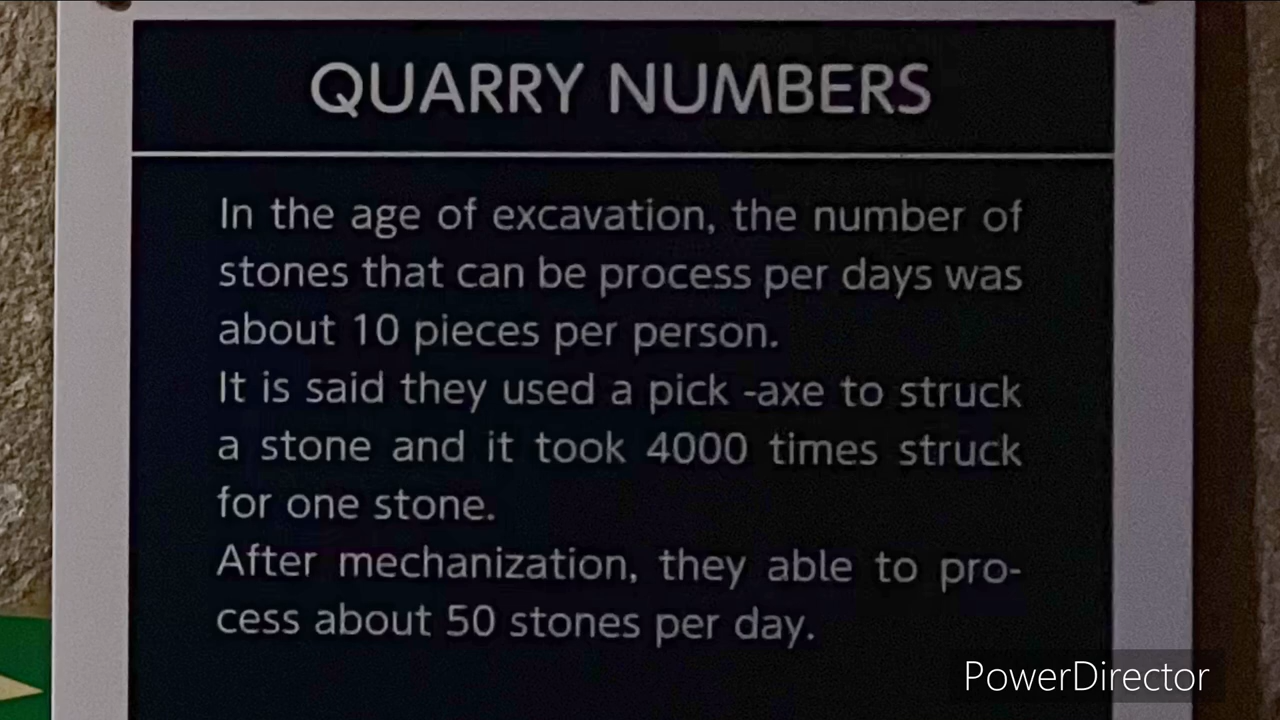 QUARRY NUMBERS
In the age of excavation, the number of
stones that can be process per days was
about 10 pieces per person.
It is said they used a pick -axe to struck
a stone and it took 4000 times struck
for one stone.
After mechanization, they able to pro-
cess about 50 stones per day.
PowerDirector